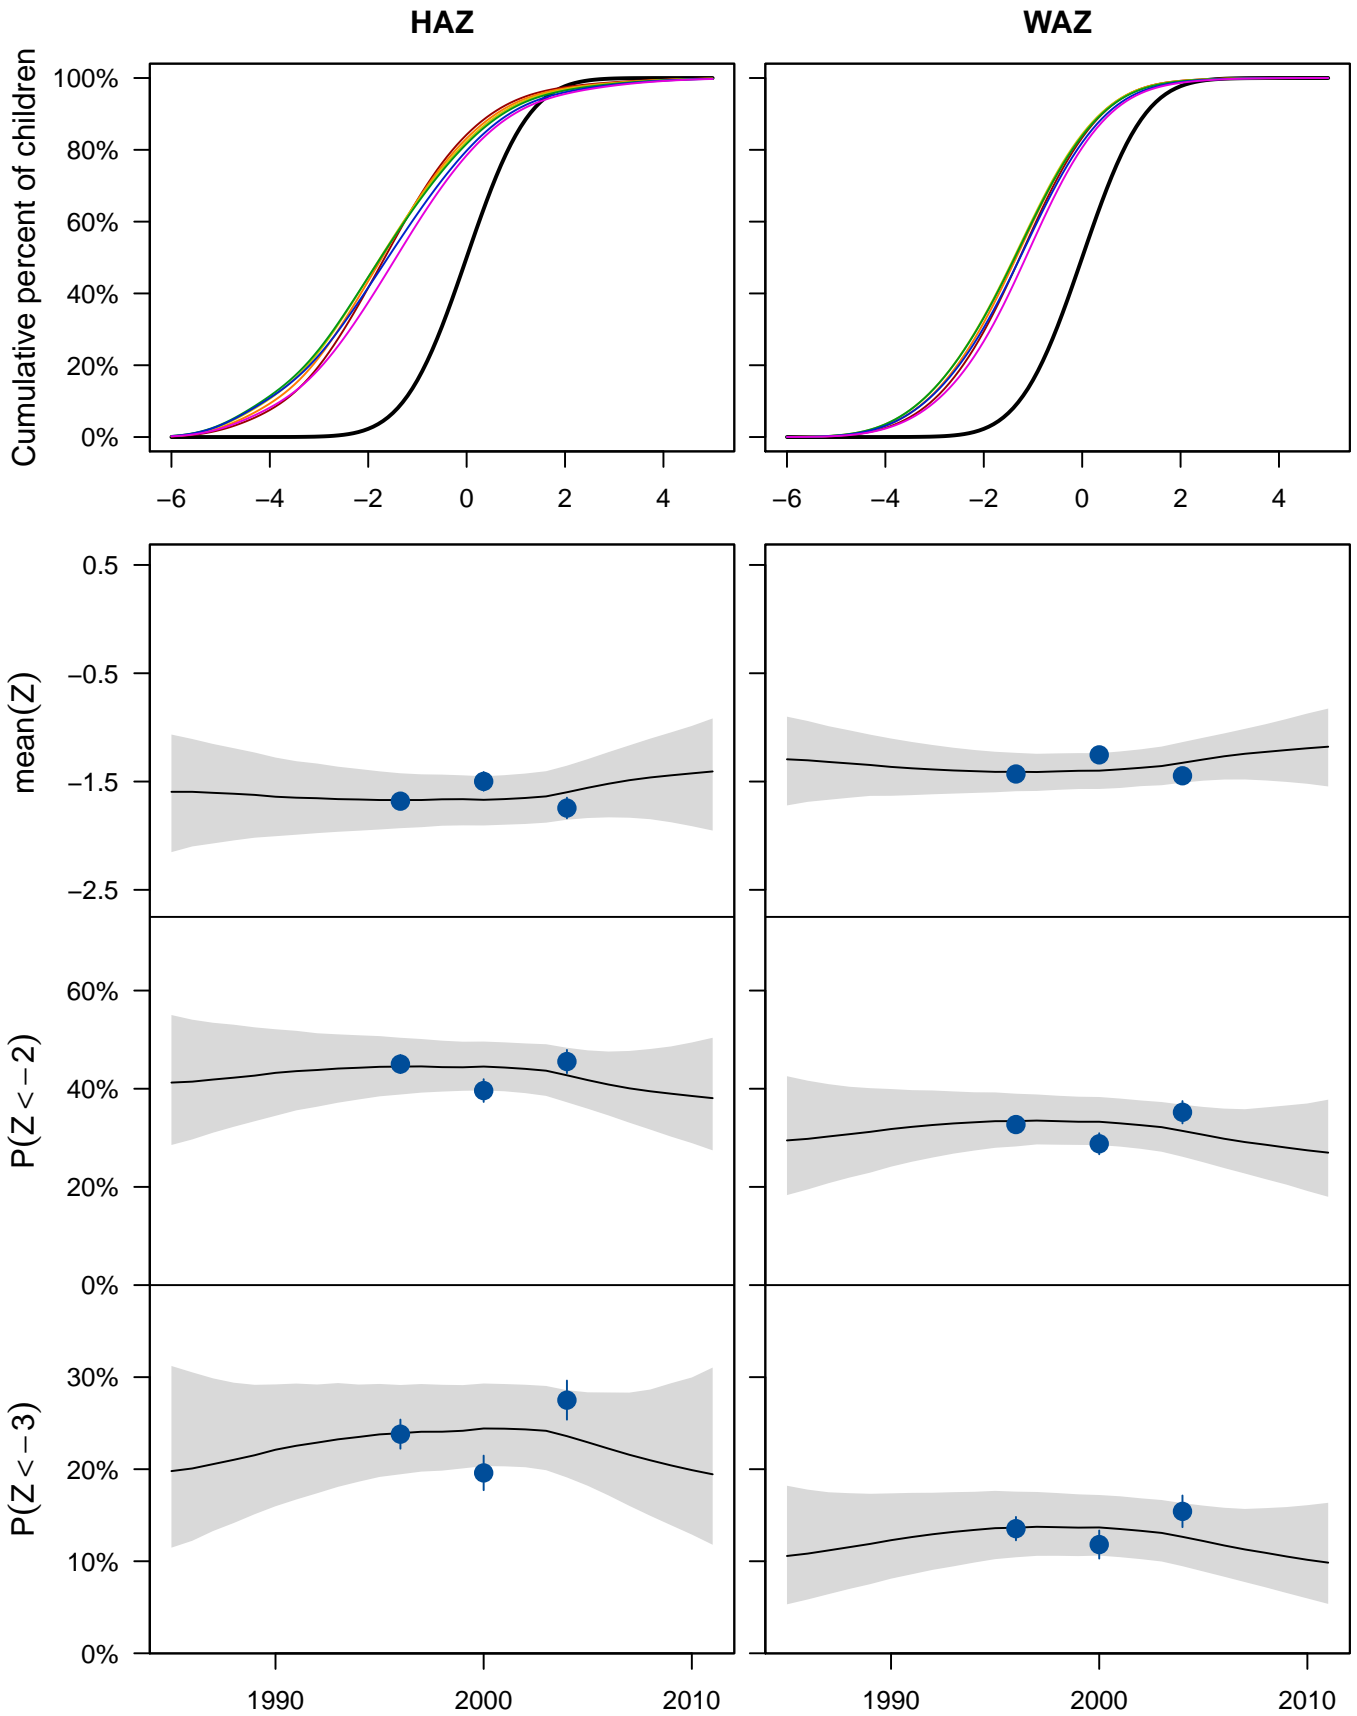 HAZ
WAZ
Cumulative percent of children
100%
80%
60%
40%
20%
0%
−6 −4 −2 0 2 4
−6 −4 −2 0 2 4
mean(Z)
0.5
−0.5
−1.5
−2.5
P(Z < −2)
60%
40%
20%
0%
P(Z < −3)
30%
20%
10%
0%
1990 2000 2010
1990 2000 2010